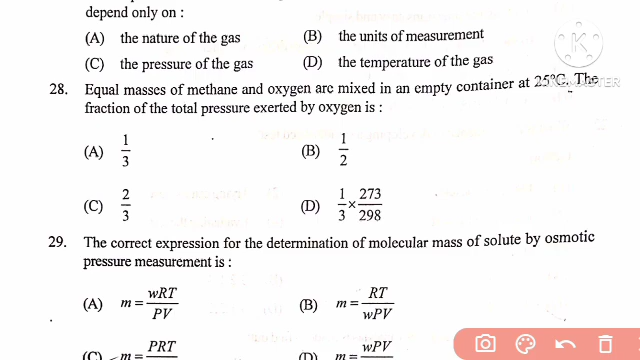 depend only on :
(A) the nature of the gas (B) the units of measurement
(C) the pressure of the gas (D) the temperature of the gas
28. Equal masses of methane and oxygen are mixed in an empty container at 25°C. The
fraction of the total pressure exerted by oxygen is :
(A) 1/3 (B) 1/2
(C) 2/3 (D) 1/3 × 273/298
29. The correct expression for the determination of molecular mass of solute by osmotic
pressure measurement is :
(A) m = wRT/PV (B) m = RT/wPV
(C) m = PRT (D) m = wPV